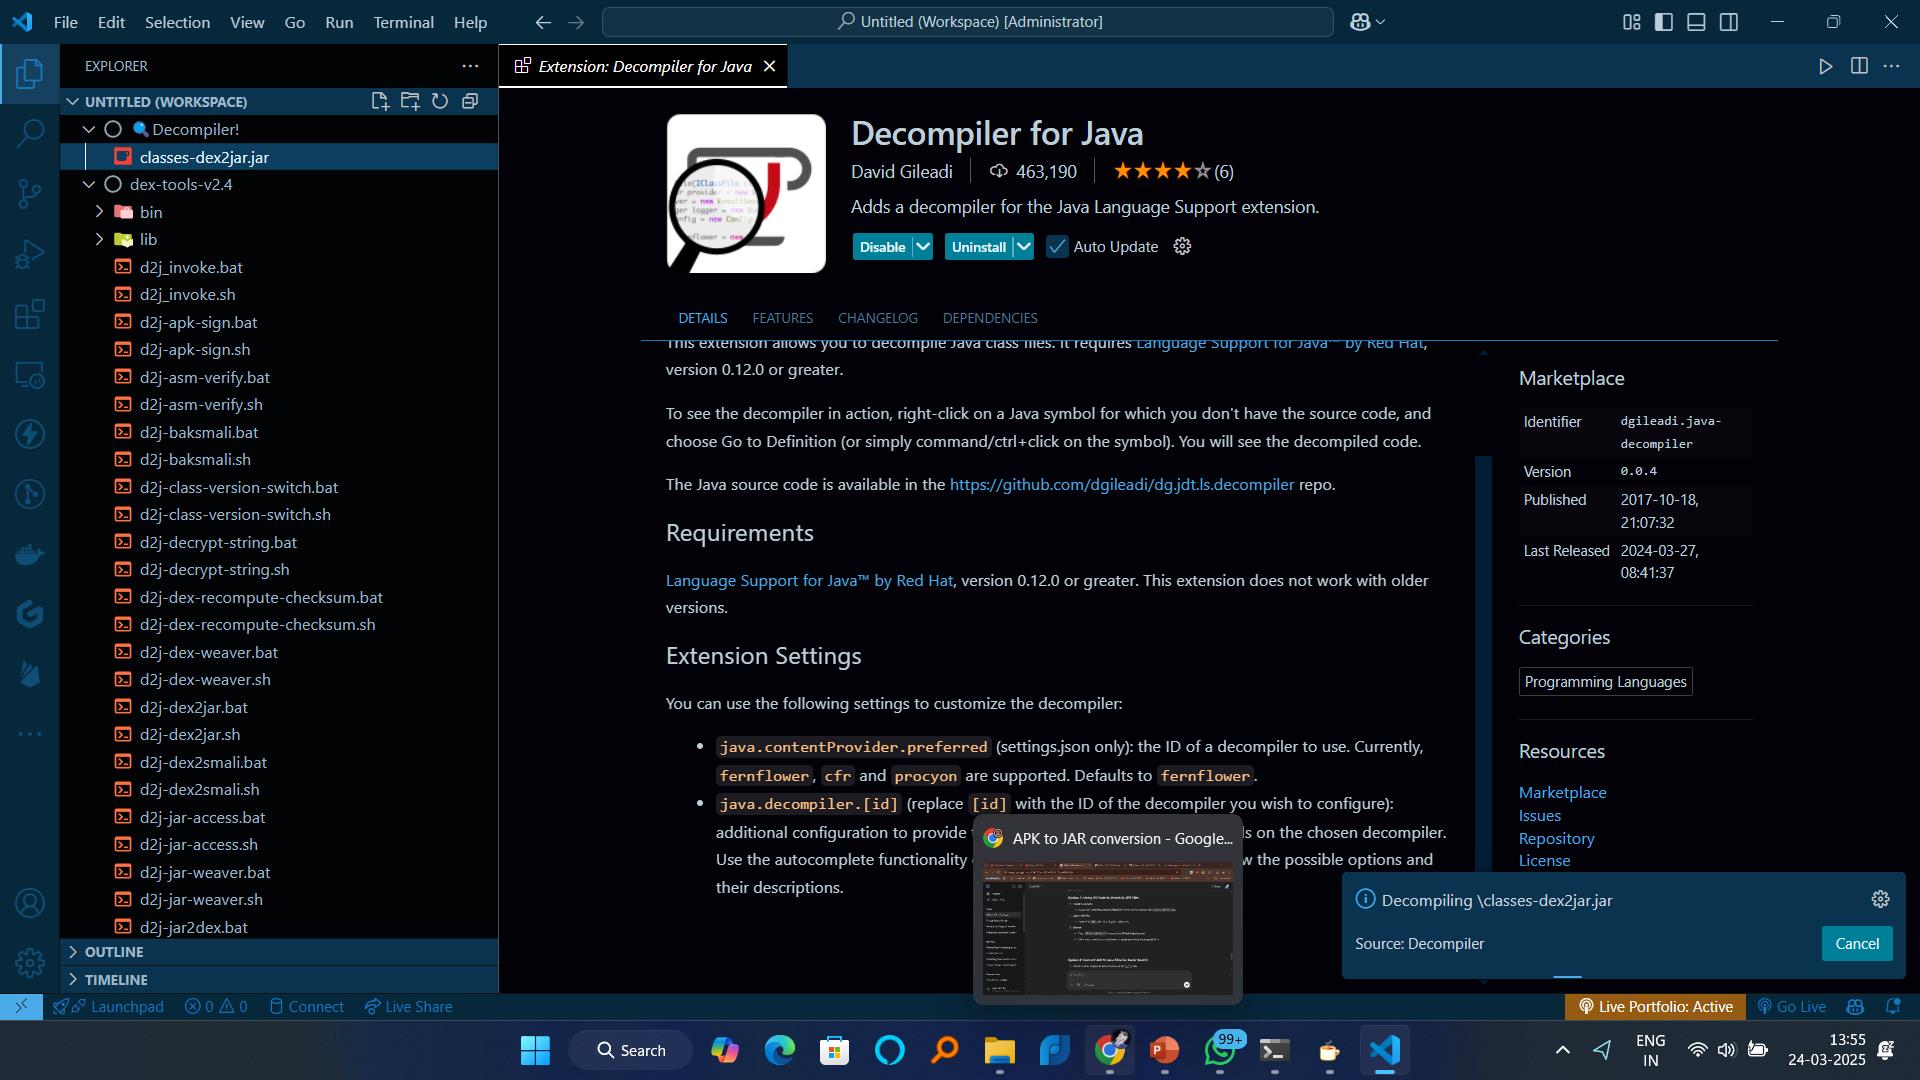 File Edit Selection View Go Run Terminal Help
Untitled (Workspace) [Administrator]
EXPLORER
Extension: Decompiler for Java
UNTITLED (WORKSPACE)
Decompiler!
classes-dex2jar.jar
dex-tools-v2.4
bin
lib
d2j_invoke.bat
d2j_invoke.sh
d2j-apk-sign.bat
d2j-apk-sign.sh
d2j-asm-verify.bat
d2j-asm-verify.sh
d2j-baksmali.bat
d2j-baksmali.sh
d2j-class-version-switch.bat
d2j-class-version-switch.sh
d2j-decrypt-string.bat
d2j-decrypt-string.sh
d2j-dex-recompute-checksum.bat
d2j-dex-recompute-checksum.sh
d2j-dex-weaver.bat
d2j-dex-weaver.sh
d2j-dex2jar.bat
d2j-dex2jar.sh
d2j-dex2smali.bat
d2j-dex2smali.sh
d2j-jar-access.bat
d2j-jar-access.sh
d2j-jar-weaver.bat
d2j-jar-weaver.sh
d2j-jar2dex.bat
OUTLINE
TIMELINE
Decompiler for Java
David Gileadi 463,190 (6)
Adds a decompiler for the Java Language Support extension.
Disable Uninstall Auto Update
DETAILS FEATURES CHANGELOG DEPENDENCIES
This extension allows you to decompile Java class files. It requires Language Support for Java™ by Red Hat,
version 0.12.0 or greater.
To see the decompiler in action, right-click on a Java symbol for which you don't have the source code, and
choose Go to Definition (or simply command/ctrl+click on the symbol). You will see the decompiled code.
The Java source code is available in the https://github.com/dgileadi/dg.jdt.ls.decompiler repo.
Requirements
Language Support for Java™ by Red Hat, version 0.12.0 or greater. This extension does not work with older
versions.
Extension Settings
You can use the following settings to customize the decompiler:
java.contentProvider.preferred (settings.json only): the ID of a decompiler to use. Currently,
fernflower, cfr and procyon are supported. Defaults to fernflower.
java.decompiler.[id] (replace [id] with the ID of the decompiler you wish to configure):
additional configuration to provide s on the chosen decompiler.
Use the autocomplete functionality w the possible options and
their descriptions.
Marketplace
Identifier dgileadi.java-
decompiler
Version 0.0.4
Published 2017-10-18,
21:07:32
Last Released 2024-03-27,
08:41:37
Categories
Programming Languages
Resources
Marketplace
Issues
Repository
License
APK to JAR conversion - Google...
Decompiling \classes-dex2jar.jar
Source: Decompiler
Cancel
Launchpad 0 0 Connect Live Share
Live Portfolio: Active Go Live
Search
99+
ENG
IN
13:55
24-03-2025